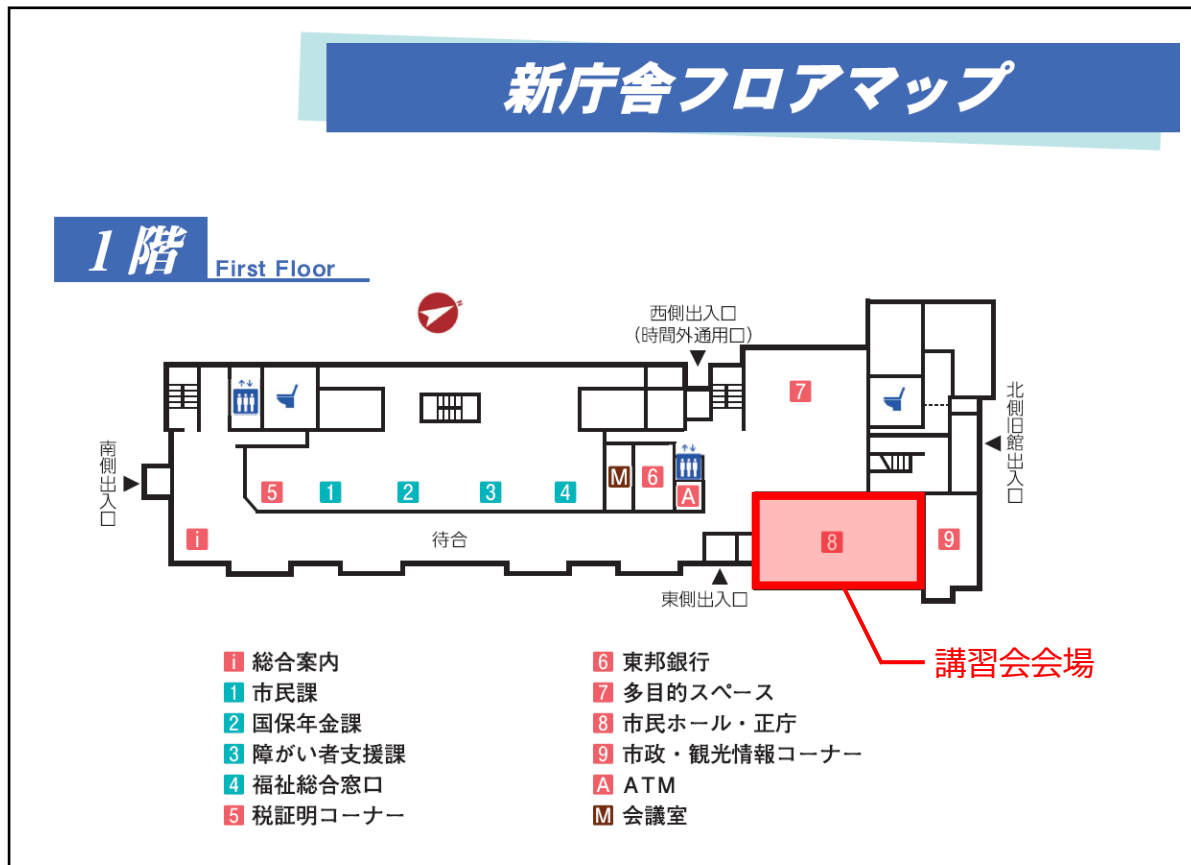 新庁舎フロアマップ
1階 First Floor
N
西側出入口
(時間外通用口)
南側出入口
北側旧館出入口
7
5
1
2
3
4
M
6
A
i
待合
8
9
東側出入口
講習会会場
i 総合案内
1 市民課
2 国保年金課
3 障がい者支援課
4 福祉総合窓口
5 税証明コーナー
6 東邦銀行
7 多目的スペース
8 市民ホール・正庁
9 市政・観光情報コーナー
A ATM
M 会議室